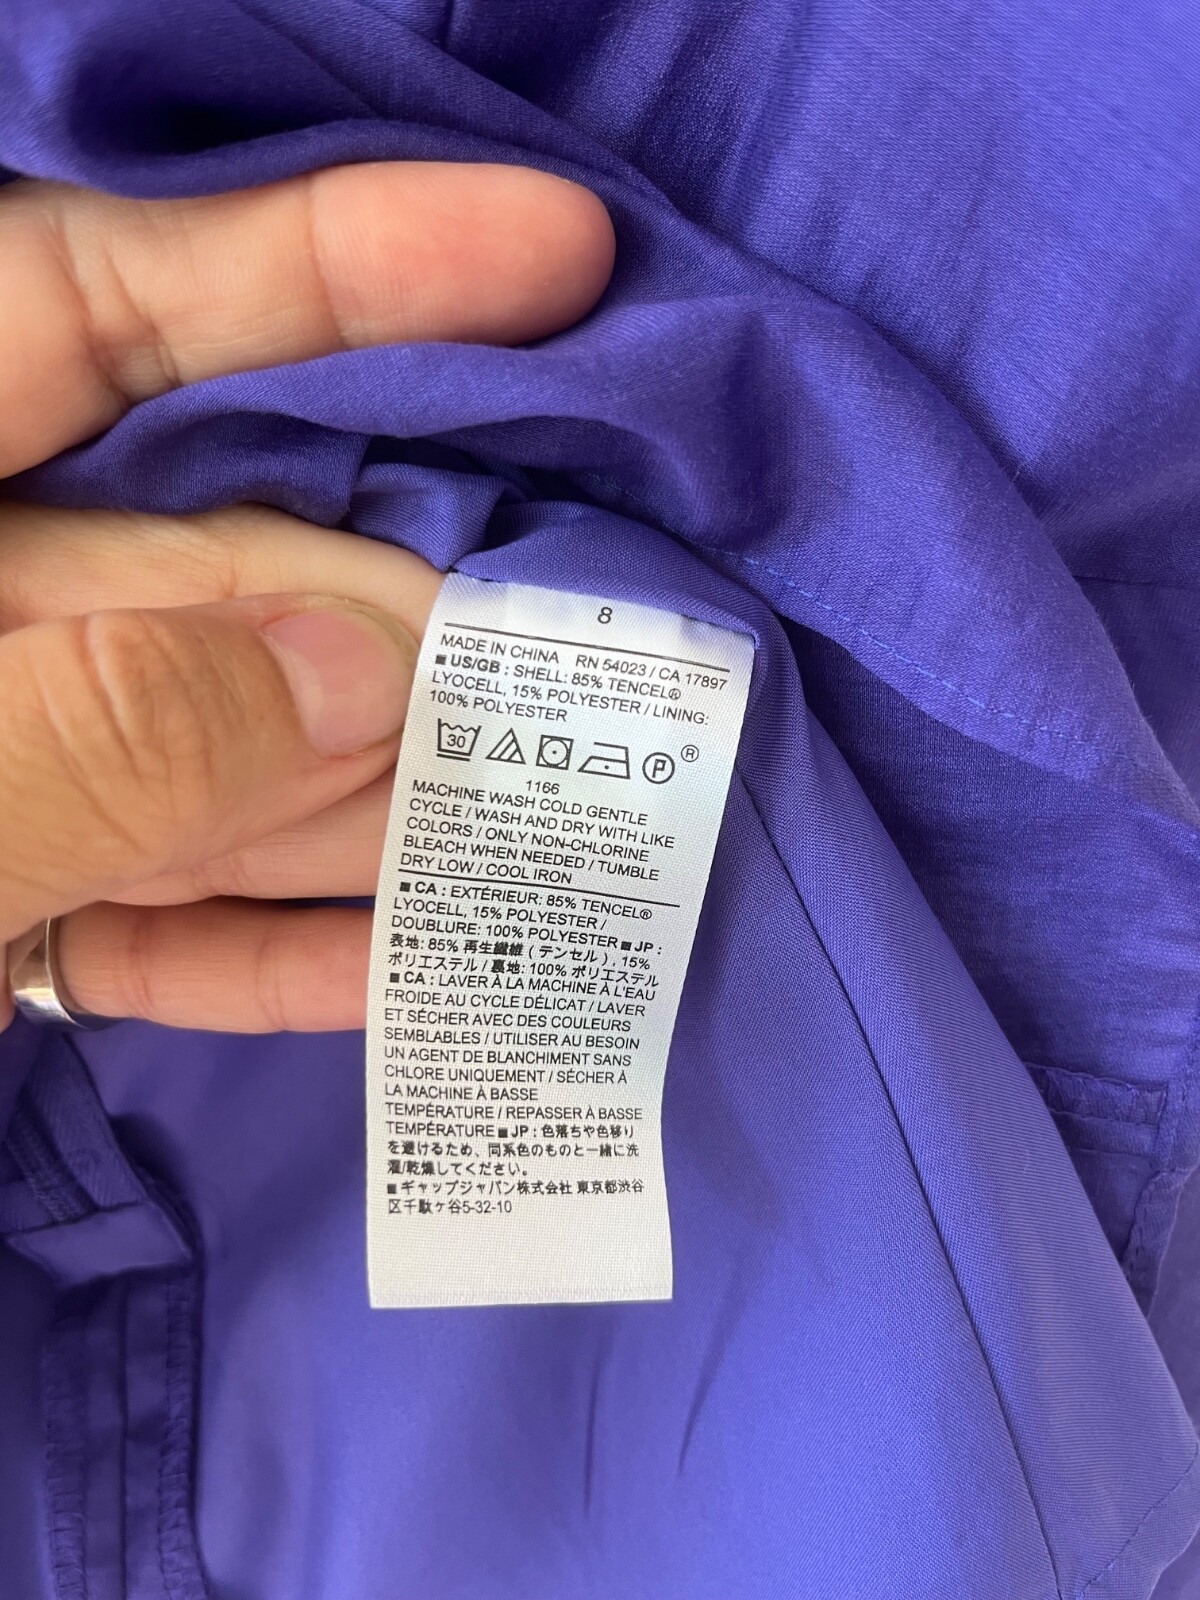 8
MADE IN CHINA RN 54023 / CA 17897
■ US/GB : SHELL: 85% TENCEL®
LYOCELL, 15% POLYESTER / LINING:
100% POLYESTER
30 P ®
1166
MACHINE WASH COLD GENTLE
CYCLE / WASH AND DRY WITH LIKE
COLORS / ONLY NON-CHLORINE
BLEACH WHEN NEEDED / TUMBLE
DRY LOW / COOL IRON
■ CA : EXTÉRIEUR: 85% TENCEL®
LYOCELL, 15% POLYESTER /
DOUBLURE: 100% POLYESTER ■ JP :
表地: 85% 再生繊維 ( テンセル ) , 15%
ポリエステル / 裏地: 100% ポリエステル
■ CA : LAVER À LA MACHINE À L'EAU
FROIDE AU CYCLE DÉLICAT / LAVER
ET SÉCHER AVEC DES COULEURS
SEMBLABLES / UTILISER AU BESOIN
UN AGENT DE BLANCHIMENT SANS
CHLORE UNIQUEMENT / SÉCHER À
LA MACHINE À BASSE
TEMPÉRATURE / REPASSER À BASSE
TEMPÉRATURE ■ JP : 色落ちや色移り
を避けるため、同系色のものと一緒に洗
濯/乾燥してください。
■ ギャップジャパン株式会社 東京都渋谷
区千駄ヶ谷5-32-10